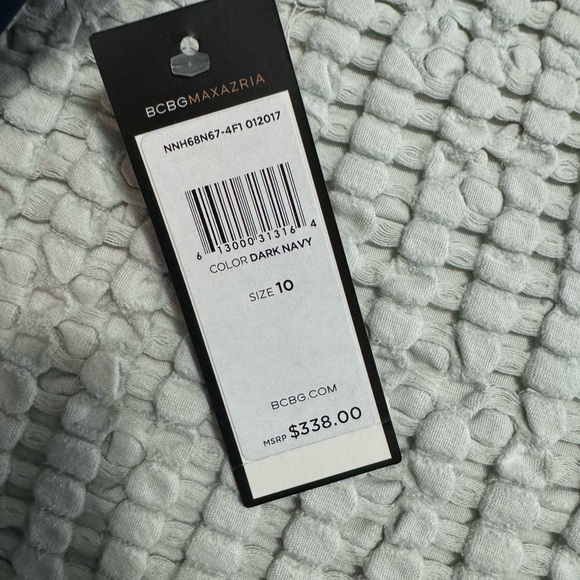 BCBGMAXAZRIA
NNH68N67-4F1 012017
6 13000 31316 4
COLOR DARK NAVY
SIZE 10
BCBG.COM
MSRP $338.00